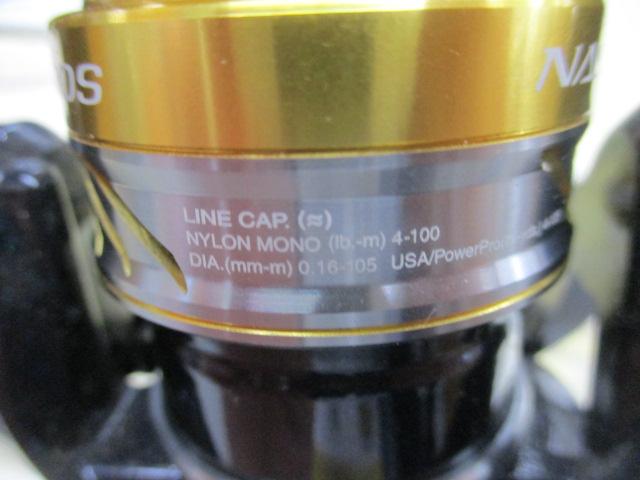 OS NA
LINE CAP. (≈)
NYLON MONO (lb.-m) 4-100
DIA.(mm-m) 0.16-105 USA/PowerPro